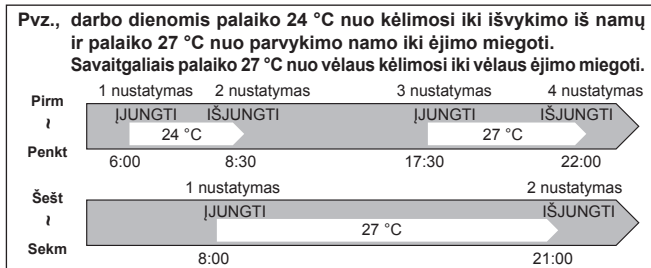 Pvz., darbo dienomis palaiko 24 °C nuo kėlimosi iki išvykimo iš namų
ir palaiko 27 °C nuo parvykimo namo iki ėjimo miegoti.
Savaitgaliais palaiko 27 °C nuo vėlaus kėlimosi iki vėlaus ėjimo miegoti.
1 nustatymas 2 nustatymas 3 nustatymas 4 nustatymas
Pirm ~ Penkt
ĮJUNGTI IŠJUNGTI ĮJUNGTI IŠJUNGTI
24 °C 27 °C
6:00 8:30 17:30 22:00
1 nustatymas 2 nustatymas
Šešt ~ Sekm
ĮJUNGTI IŠJUNGTI
27 °C
8:00 21:00